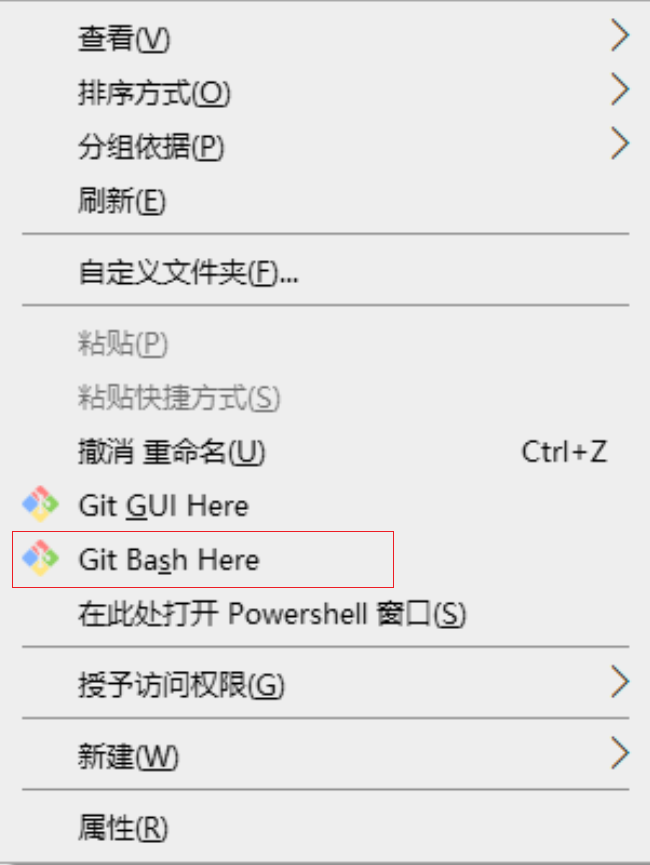 查看(V)
排序方式(O)
分组依据(P)
刷新(E)
自定义文件夹(F)...
粘贴(P)
粘贴快捷方式(S)
撤消 重命名(U) Ctrl+Z
Git GUI Here
Git Bash Here
在此处打开 Powershell 窗口(S)
授予访问权限(G)
新建(W)
属性(R)